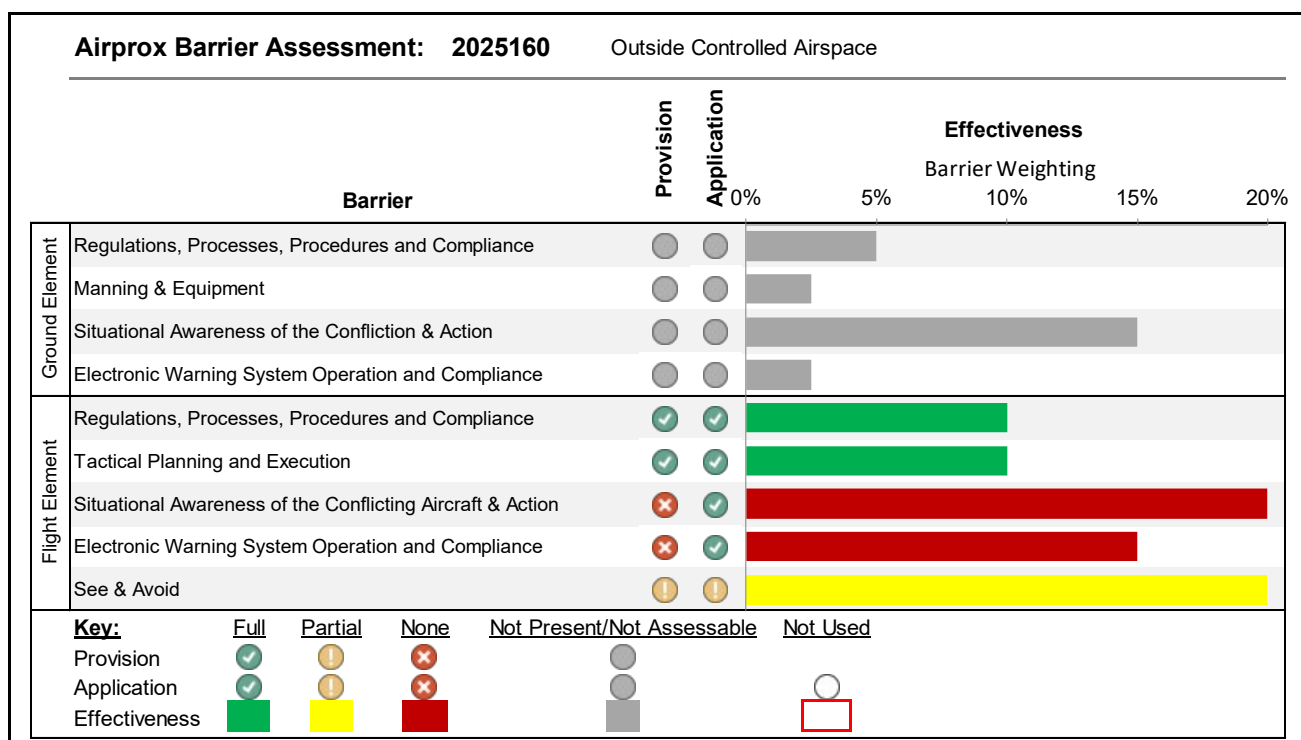 Airprox Barrier Assessment: 2025160 Outside Controlled Airspace
Provision
Application
Effectiveness
Barrier Weighting
Barrier
0% 5% 10% 15% 20%
Ground Element
Regulations, Processes, Procedures and Compliance
Manning & Equipment
Situational Awareness of the Confliction & Action
Electronic Warning System Operation and Compliance
Flight Element
Regulations, Processes, Procedures and Compliance
Tactical Planning and Execution
Situational Awareness of the Conflicting Aircraft & Action
Electronic Warning System Operation and Compliance
See & Avoid
Key: Full Partial None Not Present/Not Assessable Not Used
Provision
Application
Effectiveness